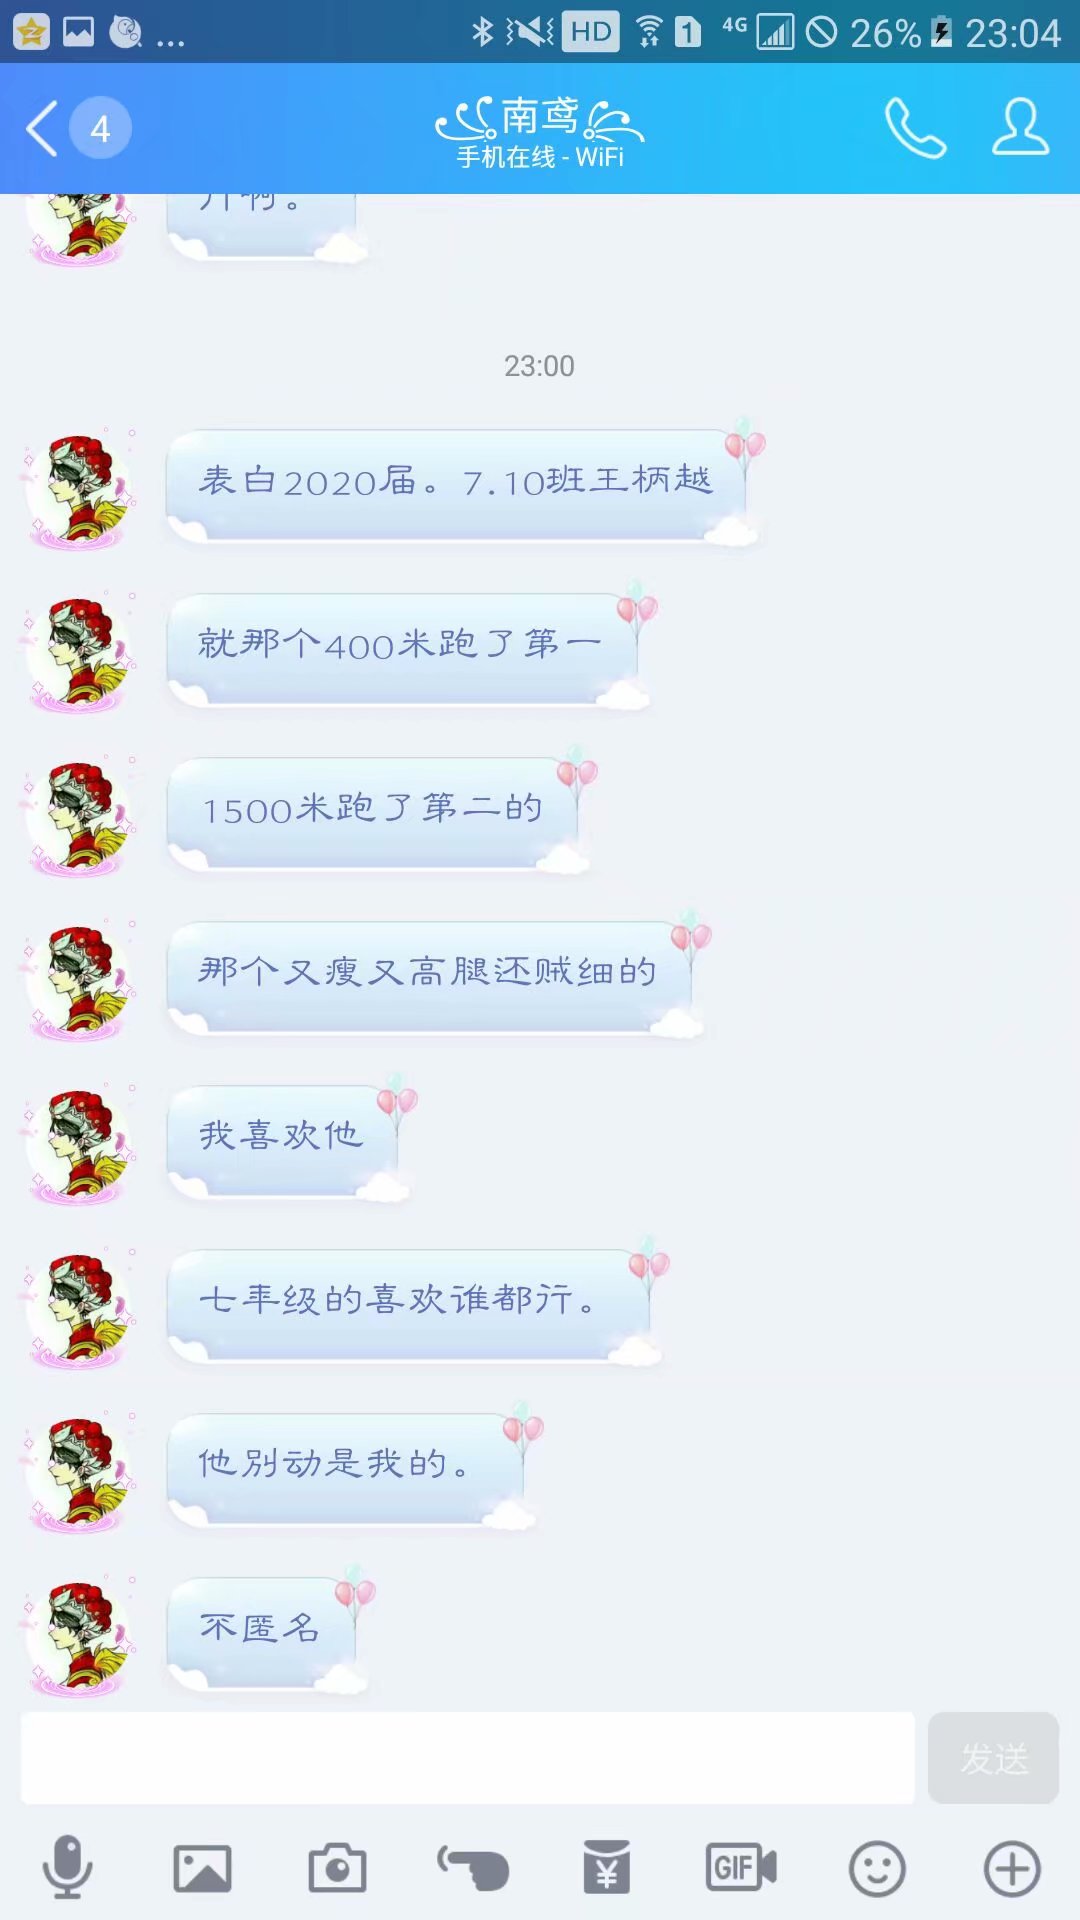 HD
1
4G
26%
23:04
4
南鸢
手机在线 - WiFi
片啊。
23:00
表白2020届。7.10班王柄越
就那个400米跑了第一
1500米跑了第二的
那个又瘦又高腿还贼细的
我喜欢他
七年级的喜欢谁都行。
他别动是我的。
不匿名
发送
GIF